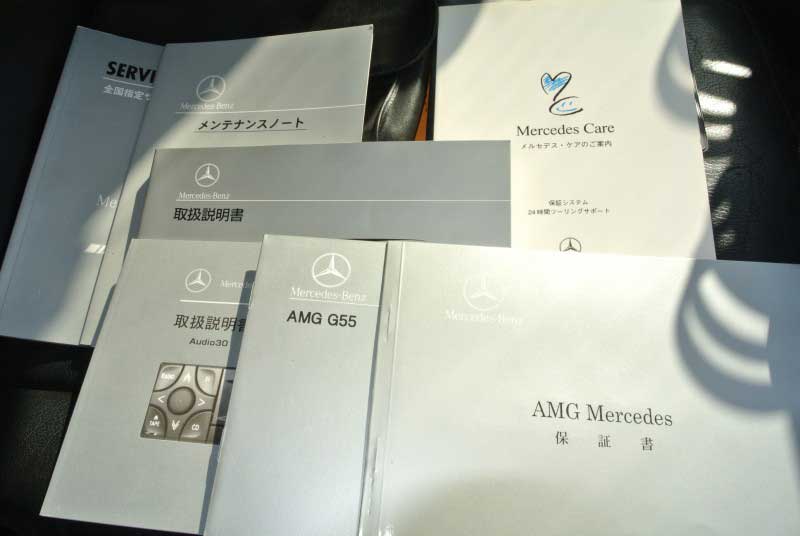 SERVI
全国指定サ
Me
Mercedes-Benz
メンテナンスノート
Mercedes Care
メルセデス・ケアのご案内
保証システム
24時間ツーリングサポート
Mercedes-Benz
取扱説明書
Mercedes-
取扱説明書
Audio30
RADIO
TAPE
CD
Mercedes-Benz
AMG G55
Mercedes-Benz
AMG Mercedes
保証書